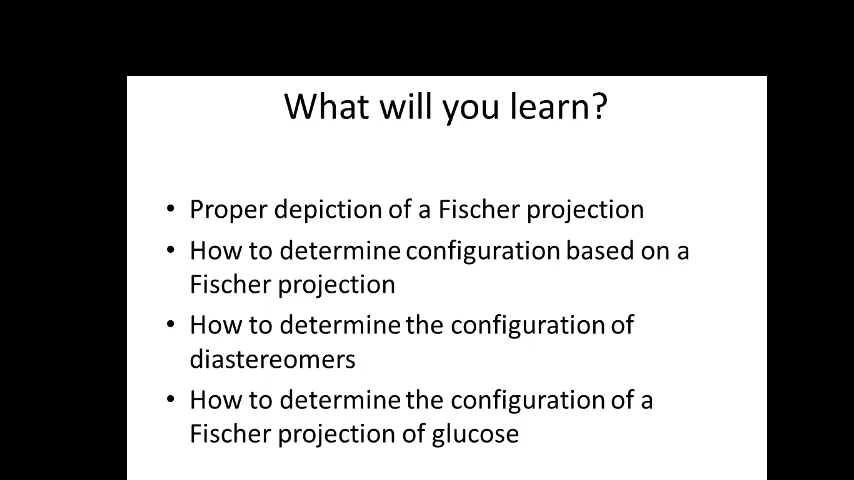 What will you learn?
• Proper depiction of a Fischer projection
• How to determine configuration based on a
Fischer projection
• How to determine the configuration of
diastereomers
• How to determine the configuration of a
Fischer projection of glucose